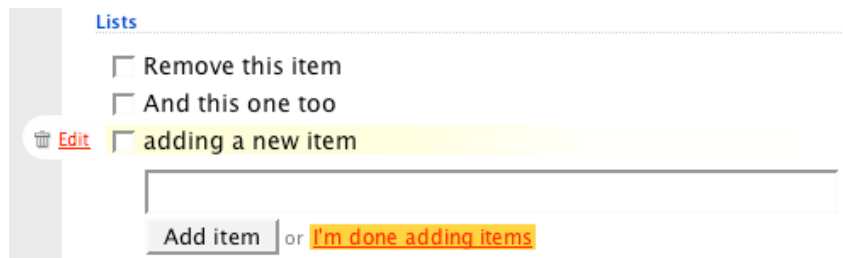 Lists
Remove this item
And this one too
Edit adding a new item
Add item or I'm done adding items